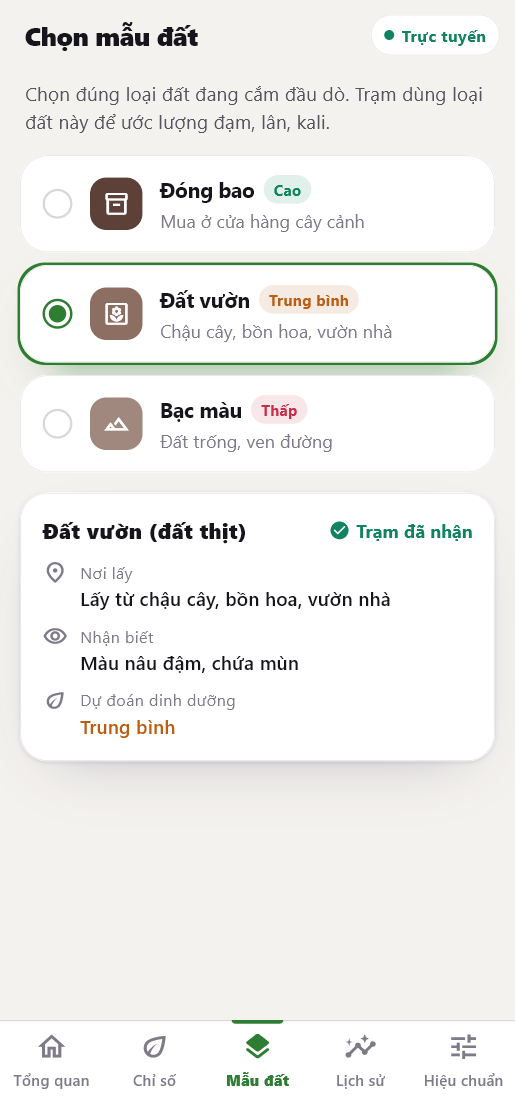 Chọn mẫu đất
Trực tuyến
Chọn đúng loại đất đang cắm đầu dò. Trạm dùng loại
đất này để ước lượng đạm, lân, kali.
Đóng bao
Cao
Mua ở cửa hàng cây cảnh
Đất vườn
Trung bình
Chậu cây, bồn hoa, vườn nhà
Bạc màu
Thấp
Đất trống, ven đường
Đất vườn (đất thịt)
Trạm đã nhận
Nơi lấy
Lấy từ chậu cây, bồn hoa, vườn nhà
Nhận biết
Màu nâu đậm, chứa mùn
Dự đoán dinh dưỡng
Trung bình
Tổng quan
Chỉ số
Mẫu đất
Lịch sử
Hiệu chuẩn